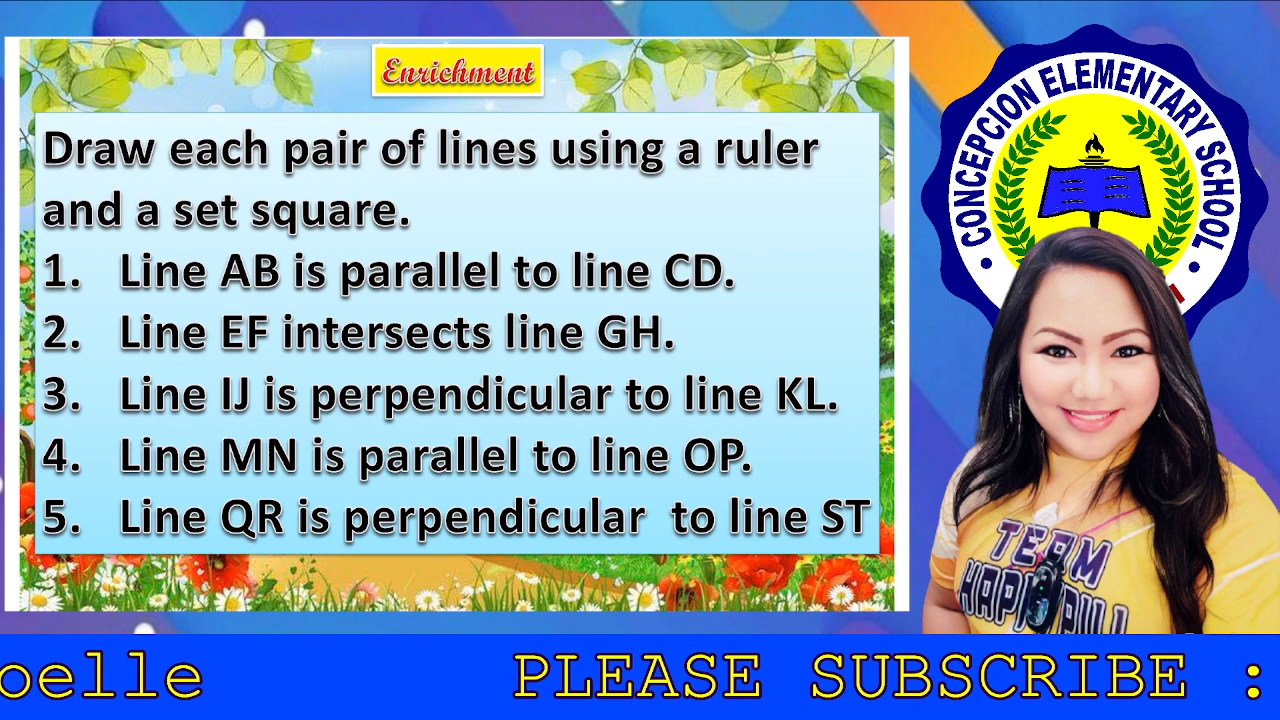 Enrichment
Draw each pair of lines using a ruler
and a set square.
1. Line AB is parallel to line CD.
2. Line EF intersects line GH.
3. Line IJ is perpendicular to line KL.
4. Line MN is parallel to line OP.
5. Line QR is perpendicular to line ST
• CONCEPCION ELEMENTARY SCHOOL •
TEAM
oelle PLEASE SUBSCRIBE :